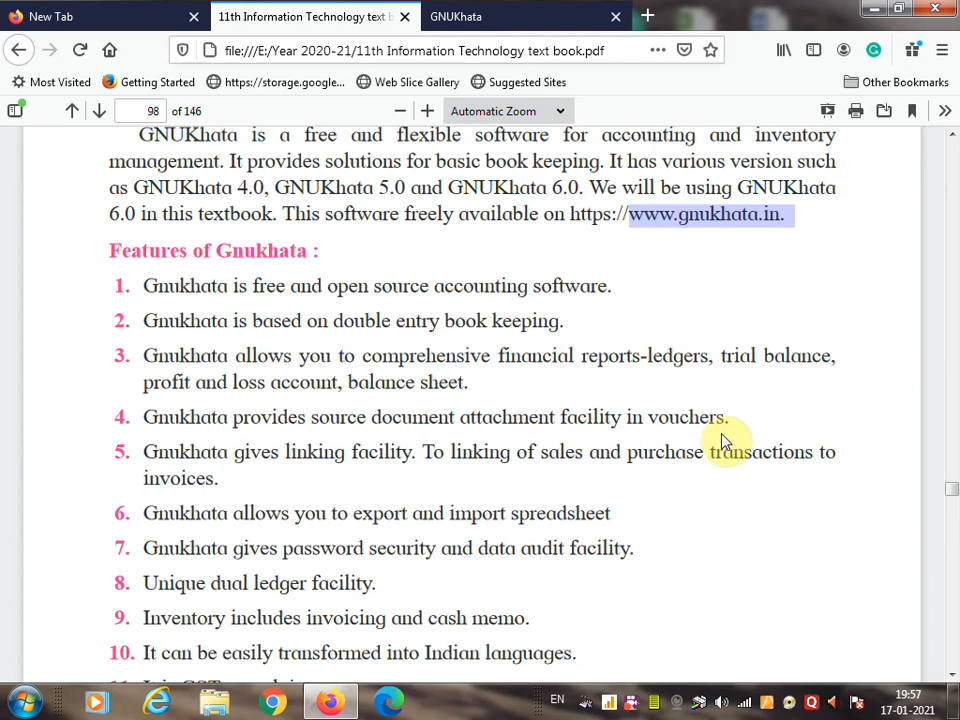 New Tab
11th Information Technology text b
GNUKhata
file:///E:/Year 2020-21/11th Information Technology text book.pdf
Most Visited
Getting Started
https://storage.google...
Web Slice Gallery
Suggested Sites
Other Bookmarks
98 of 146
Automatic Zoom
GNUKhata is a free and flexible software for accounting and inventory
management. It provides solutions for basic book keeping. It has various version such
as GNUKhata 4.0, GNUKhata 5.0 and GNUKhata 6.0. We will be using GNUKhata
6.0 in this textbook. This software freely available on https://www.gnukhata.in.
Features of Gnukhata :
1. Gnukhata is free and open source accounting software.
2. Gnukhata is based on double entry book keeping.
3. Gnukhata allows you to comprehensive financial reports-ledgers, trial balance,
profit and loss account, balance sheet.
4. Gnukhata provides source document attachment facility in vouchers.
5. Gnukhata gives linking facility. To linking of sales and purchase transactions to
invoices.
6. Gnukhata allows you to export and import spreadsheet
7. Gnukhata gives password security and data audit facility.
8. Unique dual ledger facility.
9. Inventory includes invoicing and cash memo.
10. It can be easily transformed into Indian languages.
EN
19:57
17-01-2021